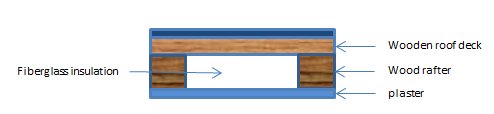 Wooden roof deck
Fiberglass insulation
Wood rafter
plaster